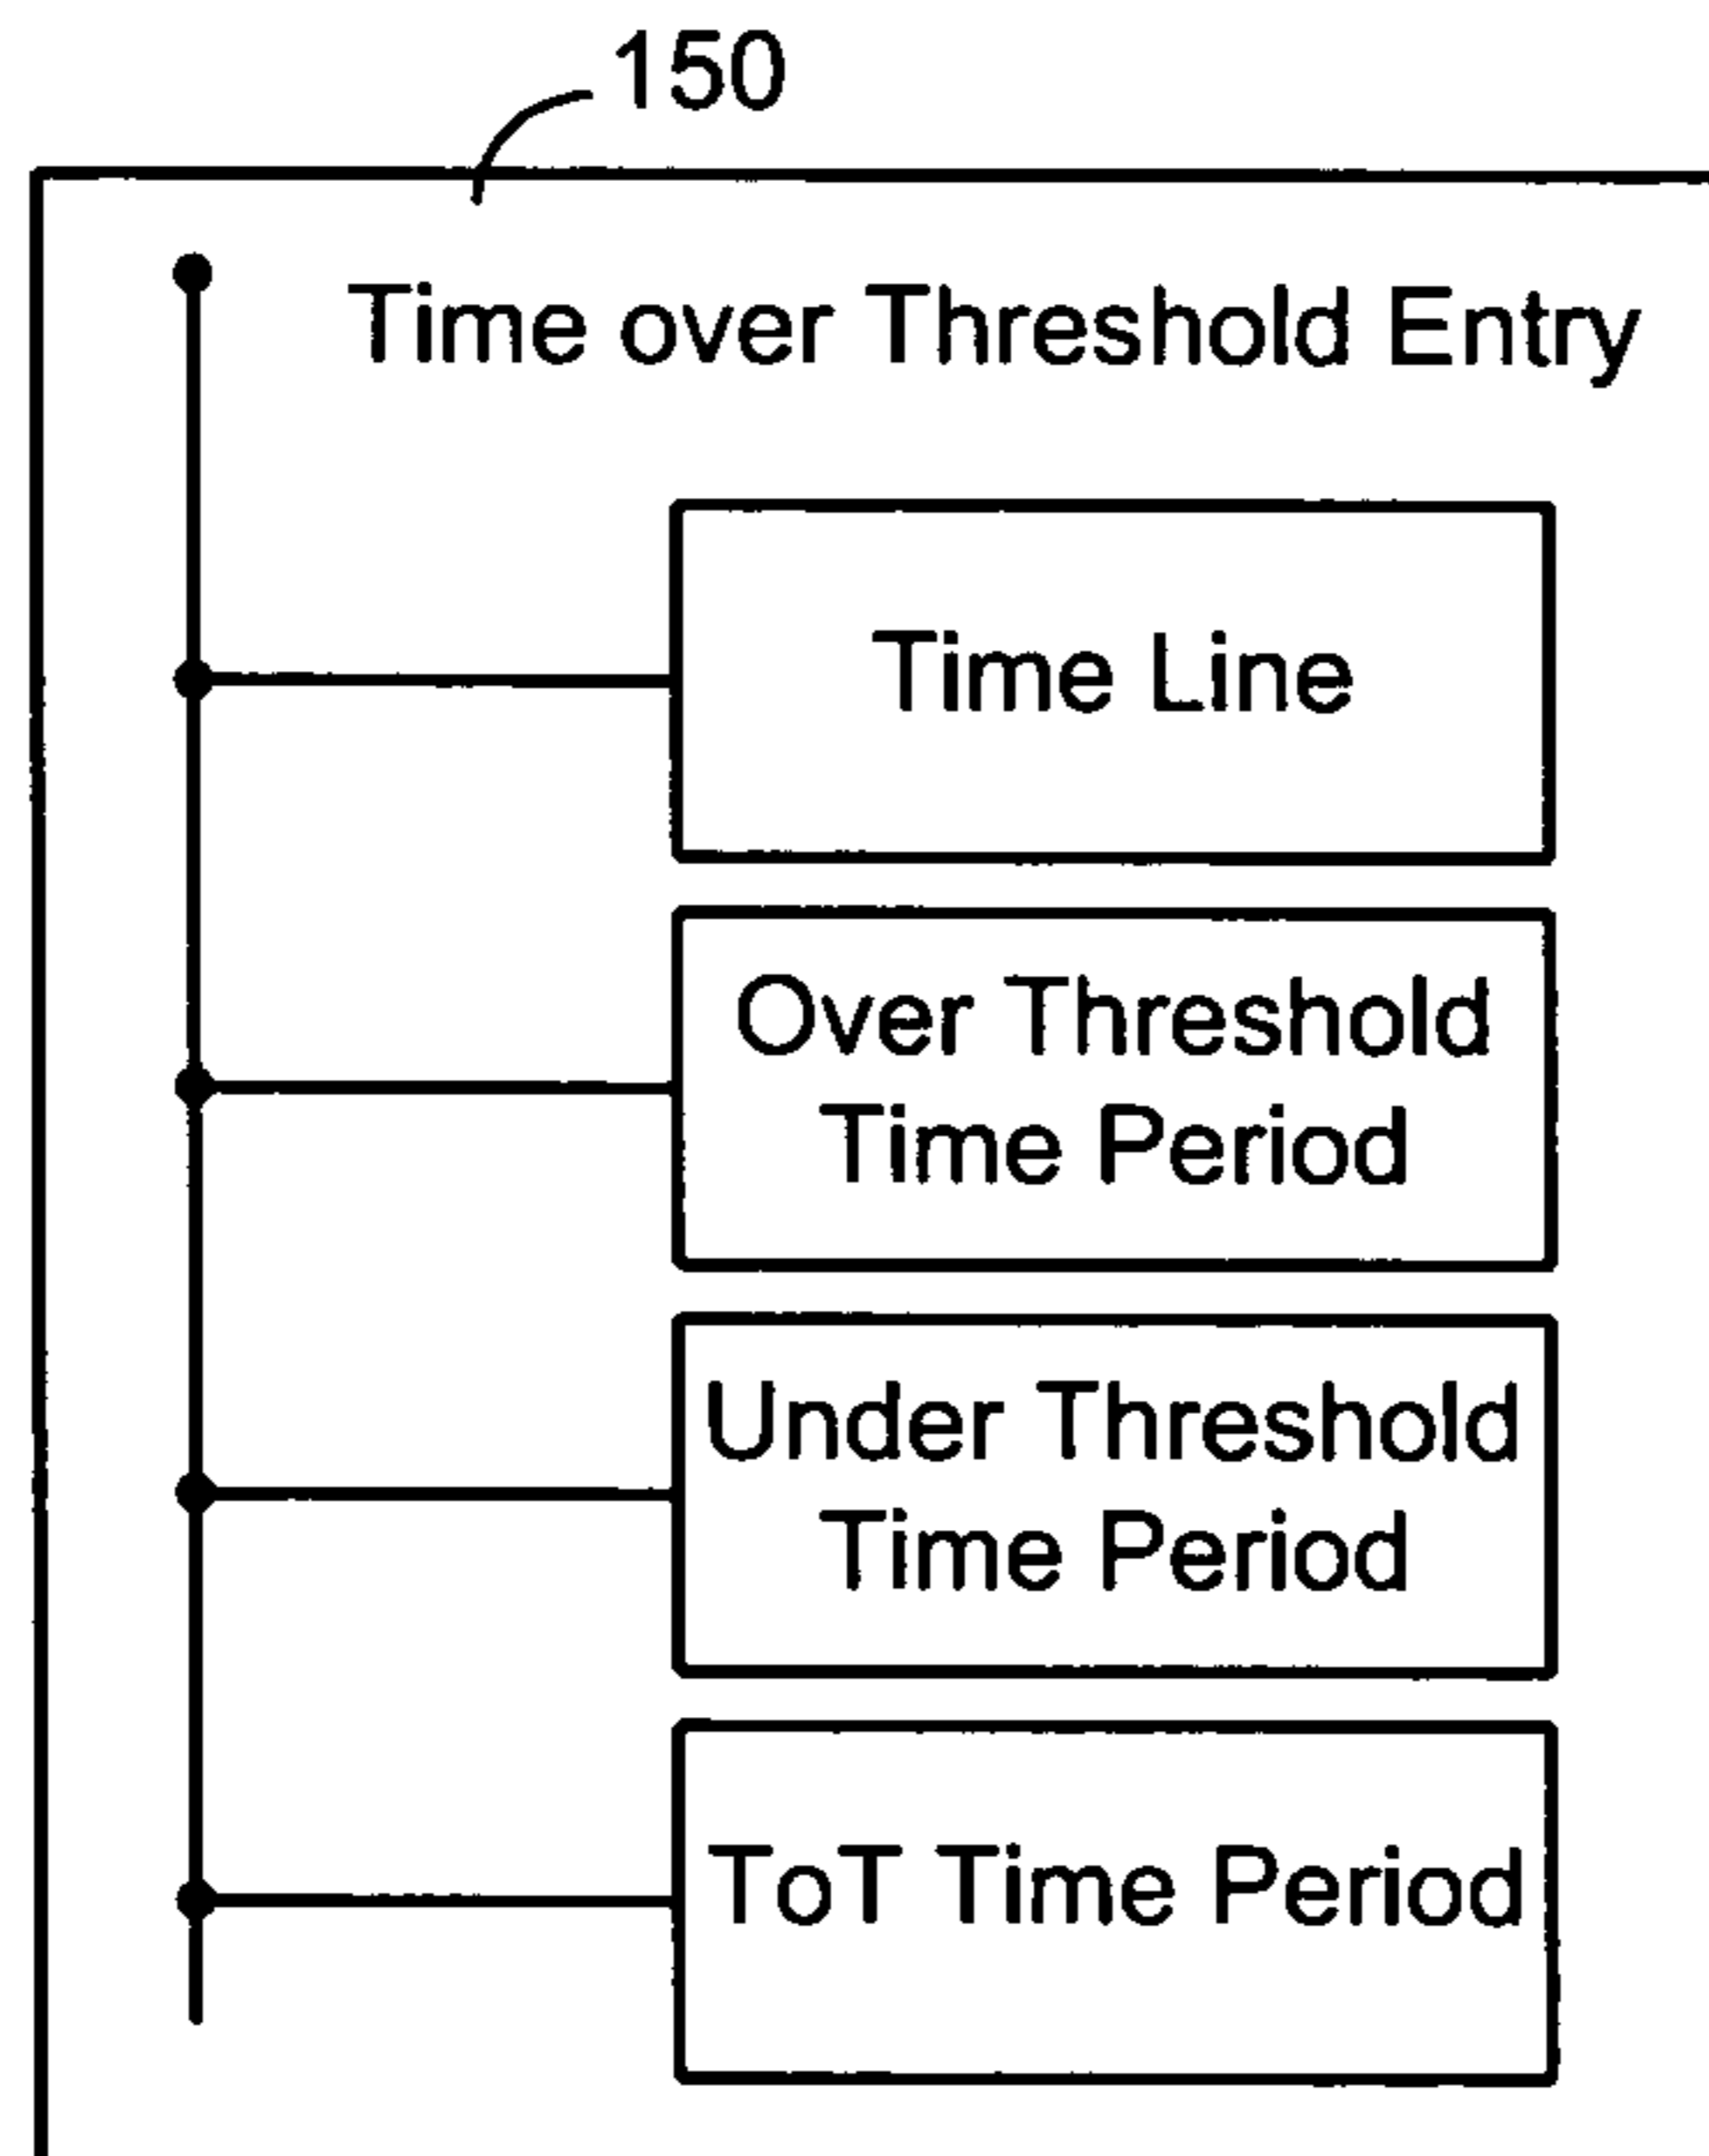 150
Time over Threshold Entry
Time Line
Over Threshold
Time Period
Under Threshold
Time Period
ToT Time Period